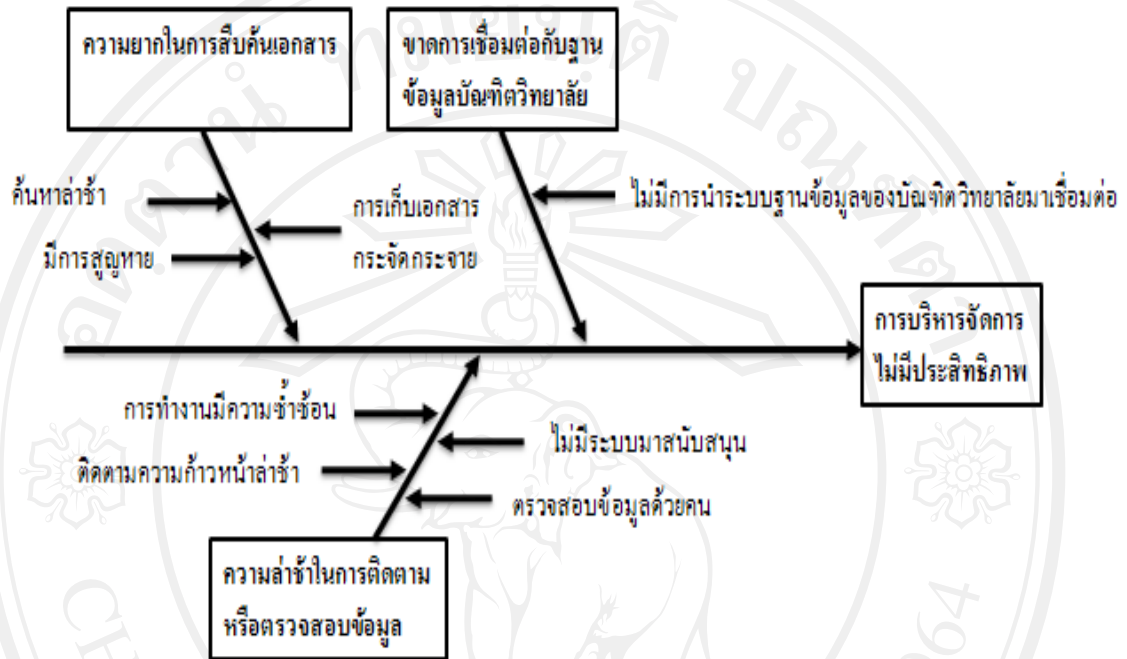 ความยากในการสืบค้นเอกสาร
ขาดการเชื่อมต่อกับฐาน
ข้อมูลบัณฑิตวิทยาลัย
ค้นหาล่าช้า
มีการสูญหาย
การเก็บเอกสาร
กระจัดกระจาย
ไม่มีการนำระบบฐานข้อมูลของบัณฑิตวิทยาลัยมาเชื่อมต่อ
การบริหารจัดการ
ไม่มีประสิทธิภาพ
การทำงานมีความซ้ำซ้อน
ติดตามความก้าวหน้าล่าช้า
ไม่มีระบบมาสนับสนุน
ตรวจสอบข้อมูลด้วยคน
ความล่าช้าในการติดตาม
หรือตรวจสอบข้อมูล